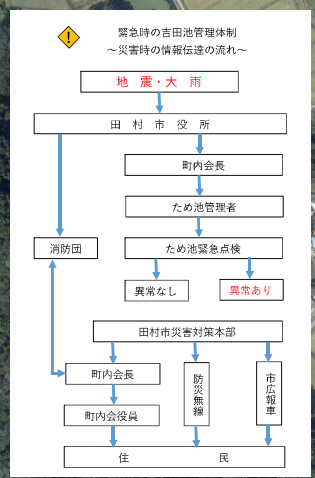 緊急時の吉田池管理体制
～災害時の情報伝達の流れ～
地 震・大 雨
田 村 市 役 所
町内会長
ため池管理者
消防団
ため池緊急点検
異常なし
異常あり
田村市災害対策本部
町内会長
防災無線
市広報車
町内会役員
住 民